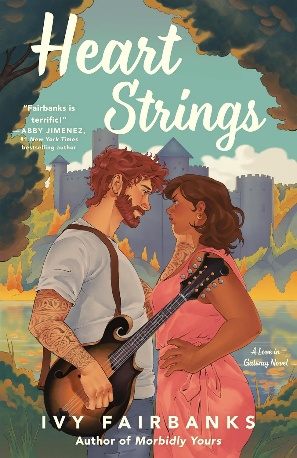 Heart
Strings
“Fairbanks is
terrific!”
—ABBY JIMENEZ,
#1 New York Times
bestselling author
A Love in
Galway Novel
IVY FAIRBANKS
Author of Morbidly Yours